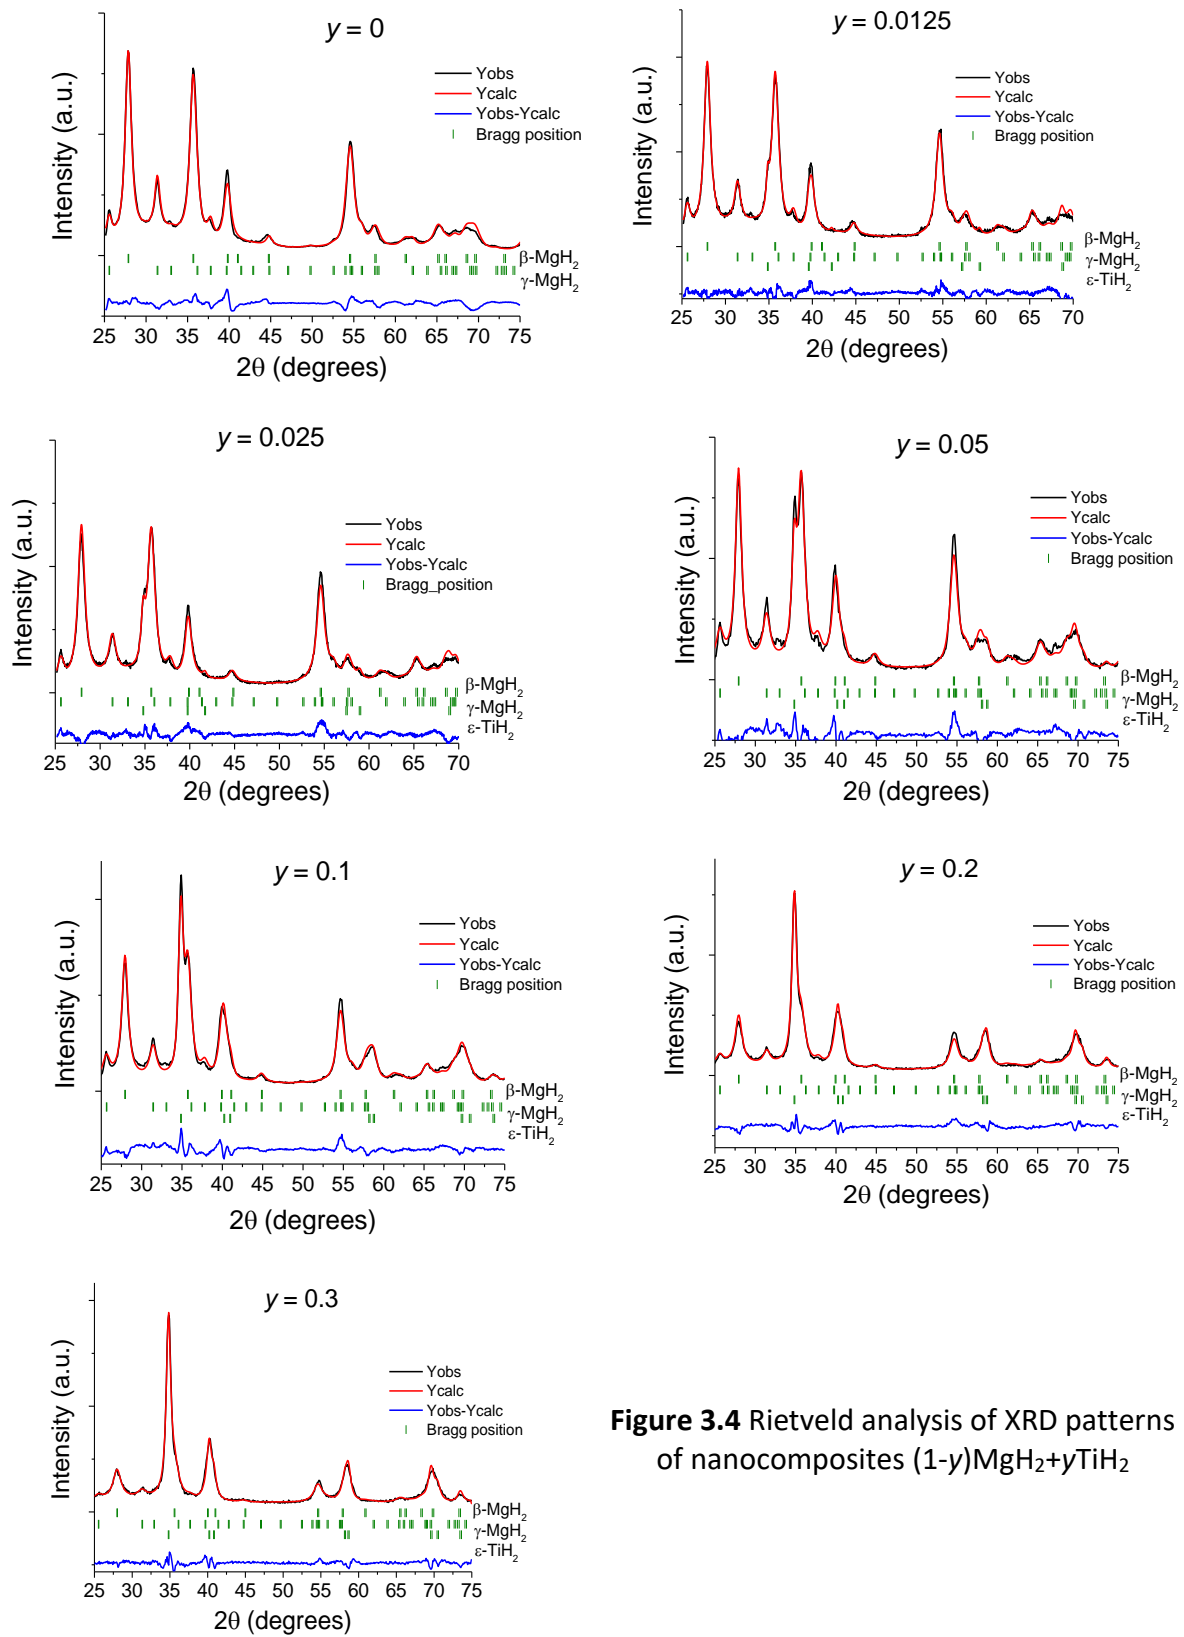 y = 0
Intensity (a.u.)
Yobs
Ycalc
Yobs-Ycalc
Bragg position
β-MgH₂
γ-MgH₂
25 30 35 40 45 50 55 60 65 70 75
2θ (degrees)
y = 0.0125
Intensity (a.u.)
Yobs
Ycalc
Yobs-Ycalc
Bragg position
β-MgH₂
γ-MgH₂
ε-TiH₂
25 30 35 40 45 50 55 60 65 70
2θ (degrees)
y = 0.025
Intensity (a.u.)
Yobs
Ycalc
Yobs-Ycalc
Bragg_position
β-MgH₂
γ-MgH₂
ε-TiH₂
25 30 35 40 45 50 55 60 65 70
2θ (degrees)
y = 0.05
Intensity (a.u.)
Yobs
Ycalc
Yobs-Ycalc
Bragg position
β-MgH₂
γ-MgH₂
ε-TiH₂
25 30 35 40 45 50 55 60 65 70 75
2θ (degrees)
y = 0.1
Intensity (a.u.)
Yobs
Ycalc
Yobs-Ycalc
Bragg position
β-MgH₂
γ-MgH₂
ε-TiH₂
25 30 35 40 45 50 55 60 65 70 75
2θ (degrees)
y = 0.2
Intensity (a.u.)
Yobs
Ycalc
Yobs-Ycalc
Bragg position
β-MgH₂
γ-MgH₂
ε-TiH₂
25 30 35 40 45 50 55 60 65 70 75
2θ (degrees)
y = 0.3
Intensity (a.u.)
Yobs
Ycalc
Yobs-Ycalc
Bragg position
β-MgH₂
γ-MgH₂
ε-TiH₂
25 30 35 40 45 50 55 60 65 70 75
2θ (degrees)
Figure 3.4 Rietveld analysis of XRD patterns
of nanocomposites (1-y)MgH₂+yTiH₂